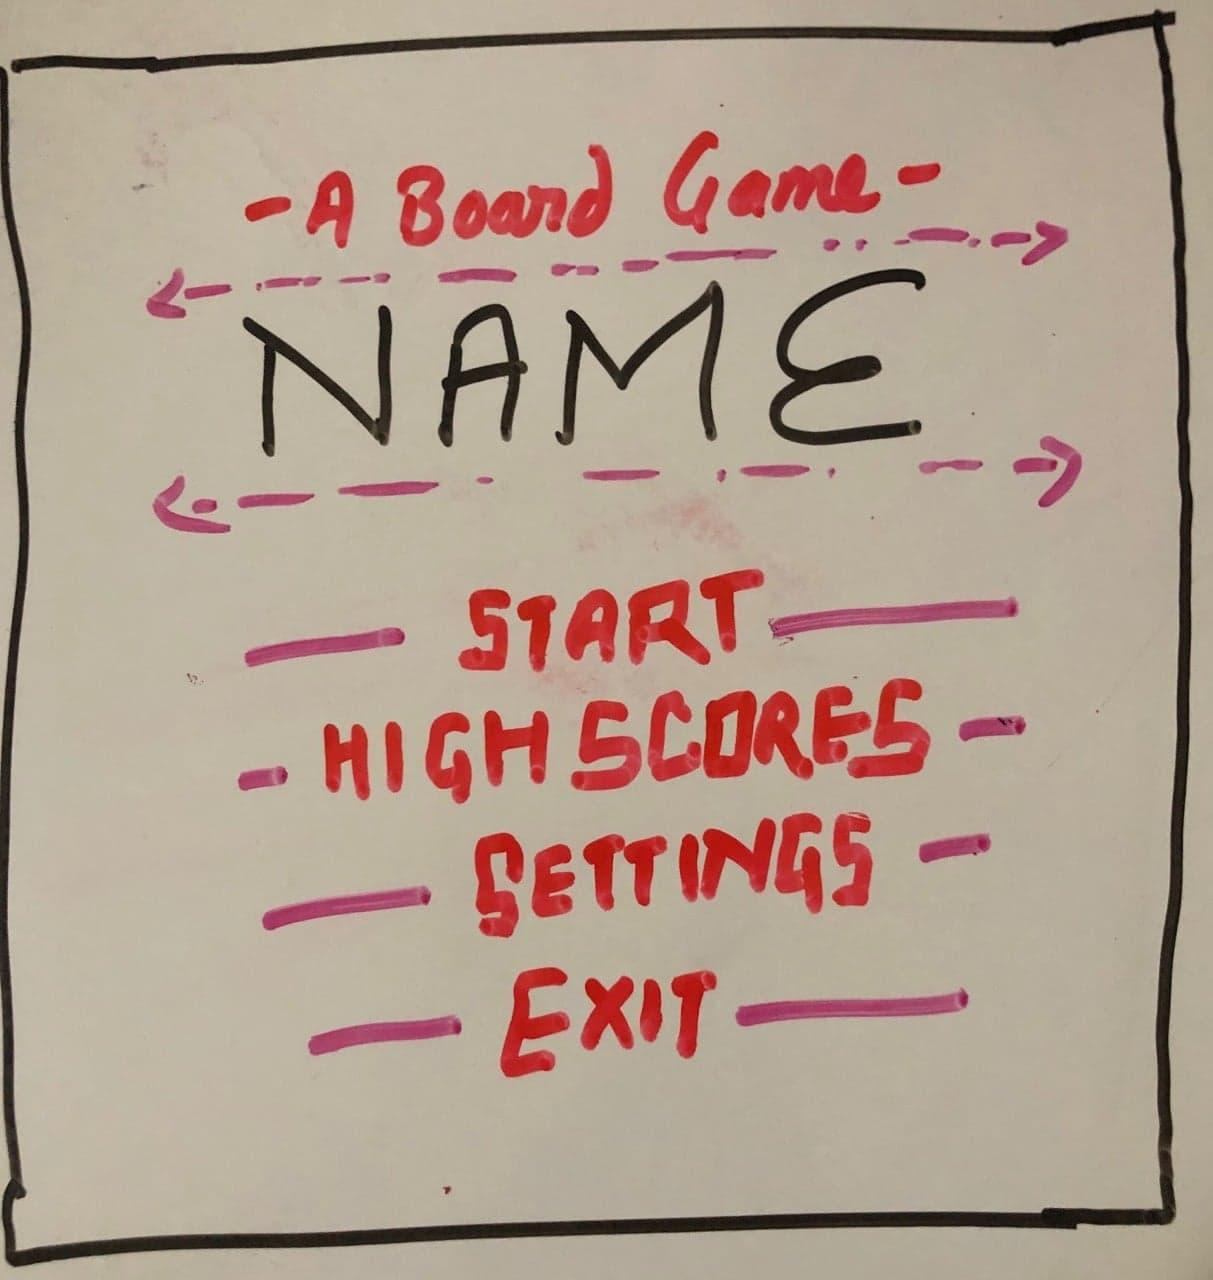 - A Board Game -
NAME
START
HIGH SCORES
SETTINGS
EXIT